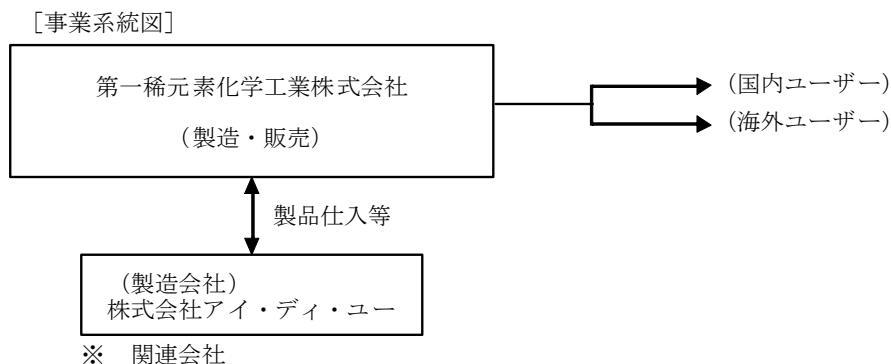 ［事業系統図］
第一稀元素化学工業株式会社
（製造・販売）
（国内ユーザー）
（海外ユーザー）
製品仕入等
（製造会社）
株式会社アイ・ディ・ユー
※　関連会社